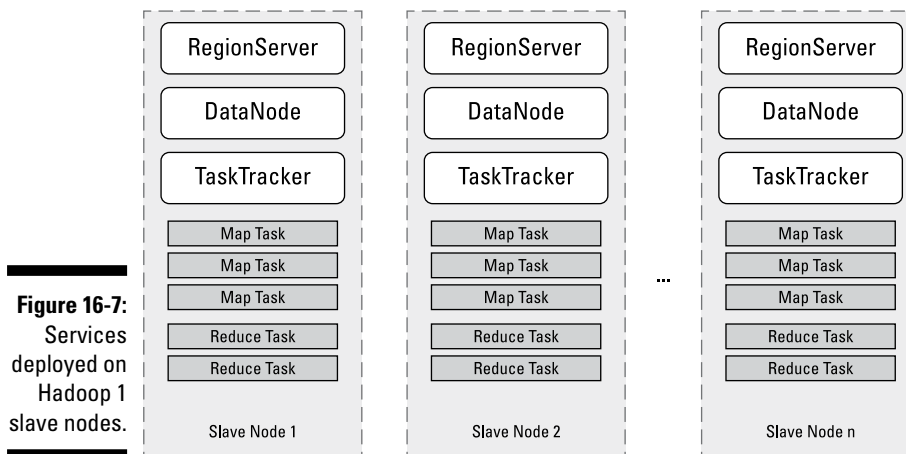 RegionServer
DataNode
TaskTracker
Map Task
Map Task
Map Task
Reduce Task
Reduce Task
Slave Node 1
RegionServer
DataNode
TaskTracker
Map Task
Map Task
Map Task
Reduce Task
Reduce Task
Slave Node 2
...
RegionServer
DataNode
TaskTracker
Map Task
Map Task
Map Task
Reduce Task
Reduce Task
Slave Node n
Figure 16-7:
Services
deployed on
Hadoop 1
slave nodes.